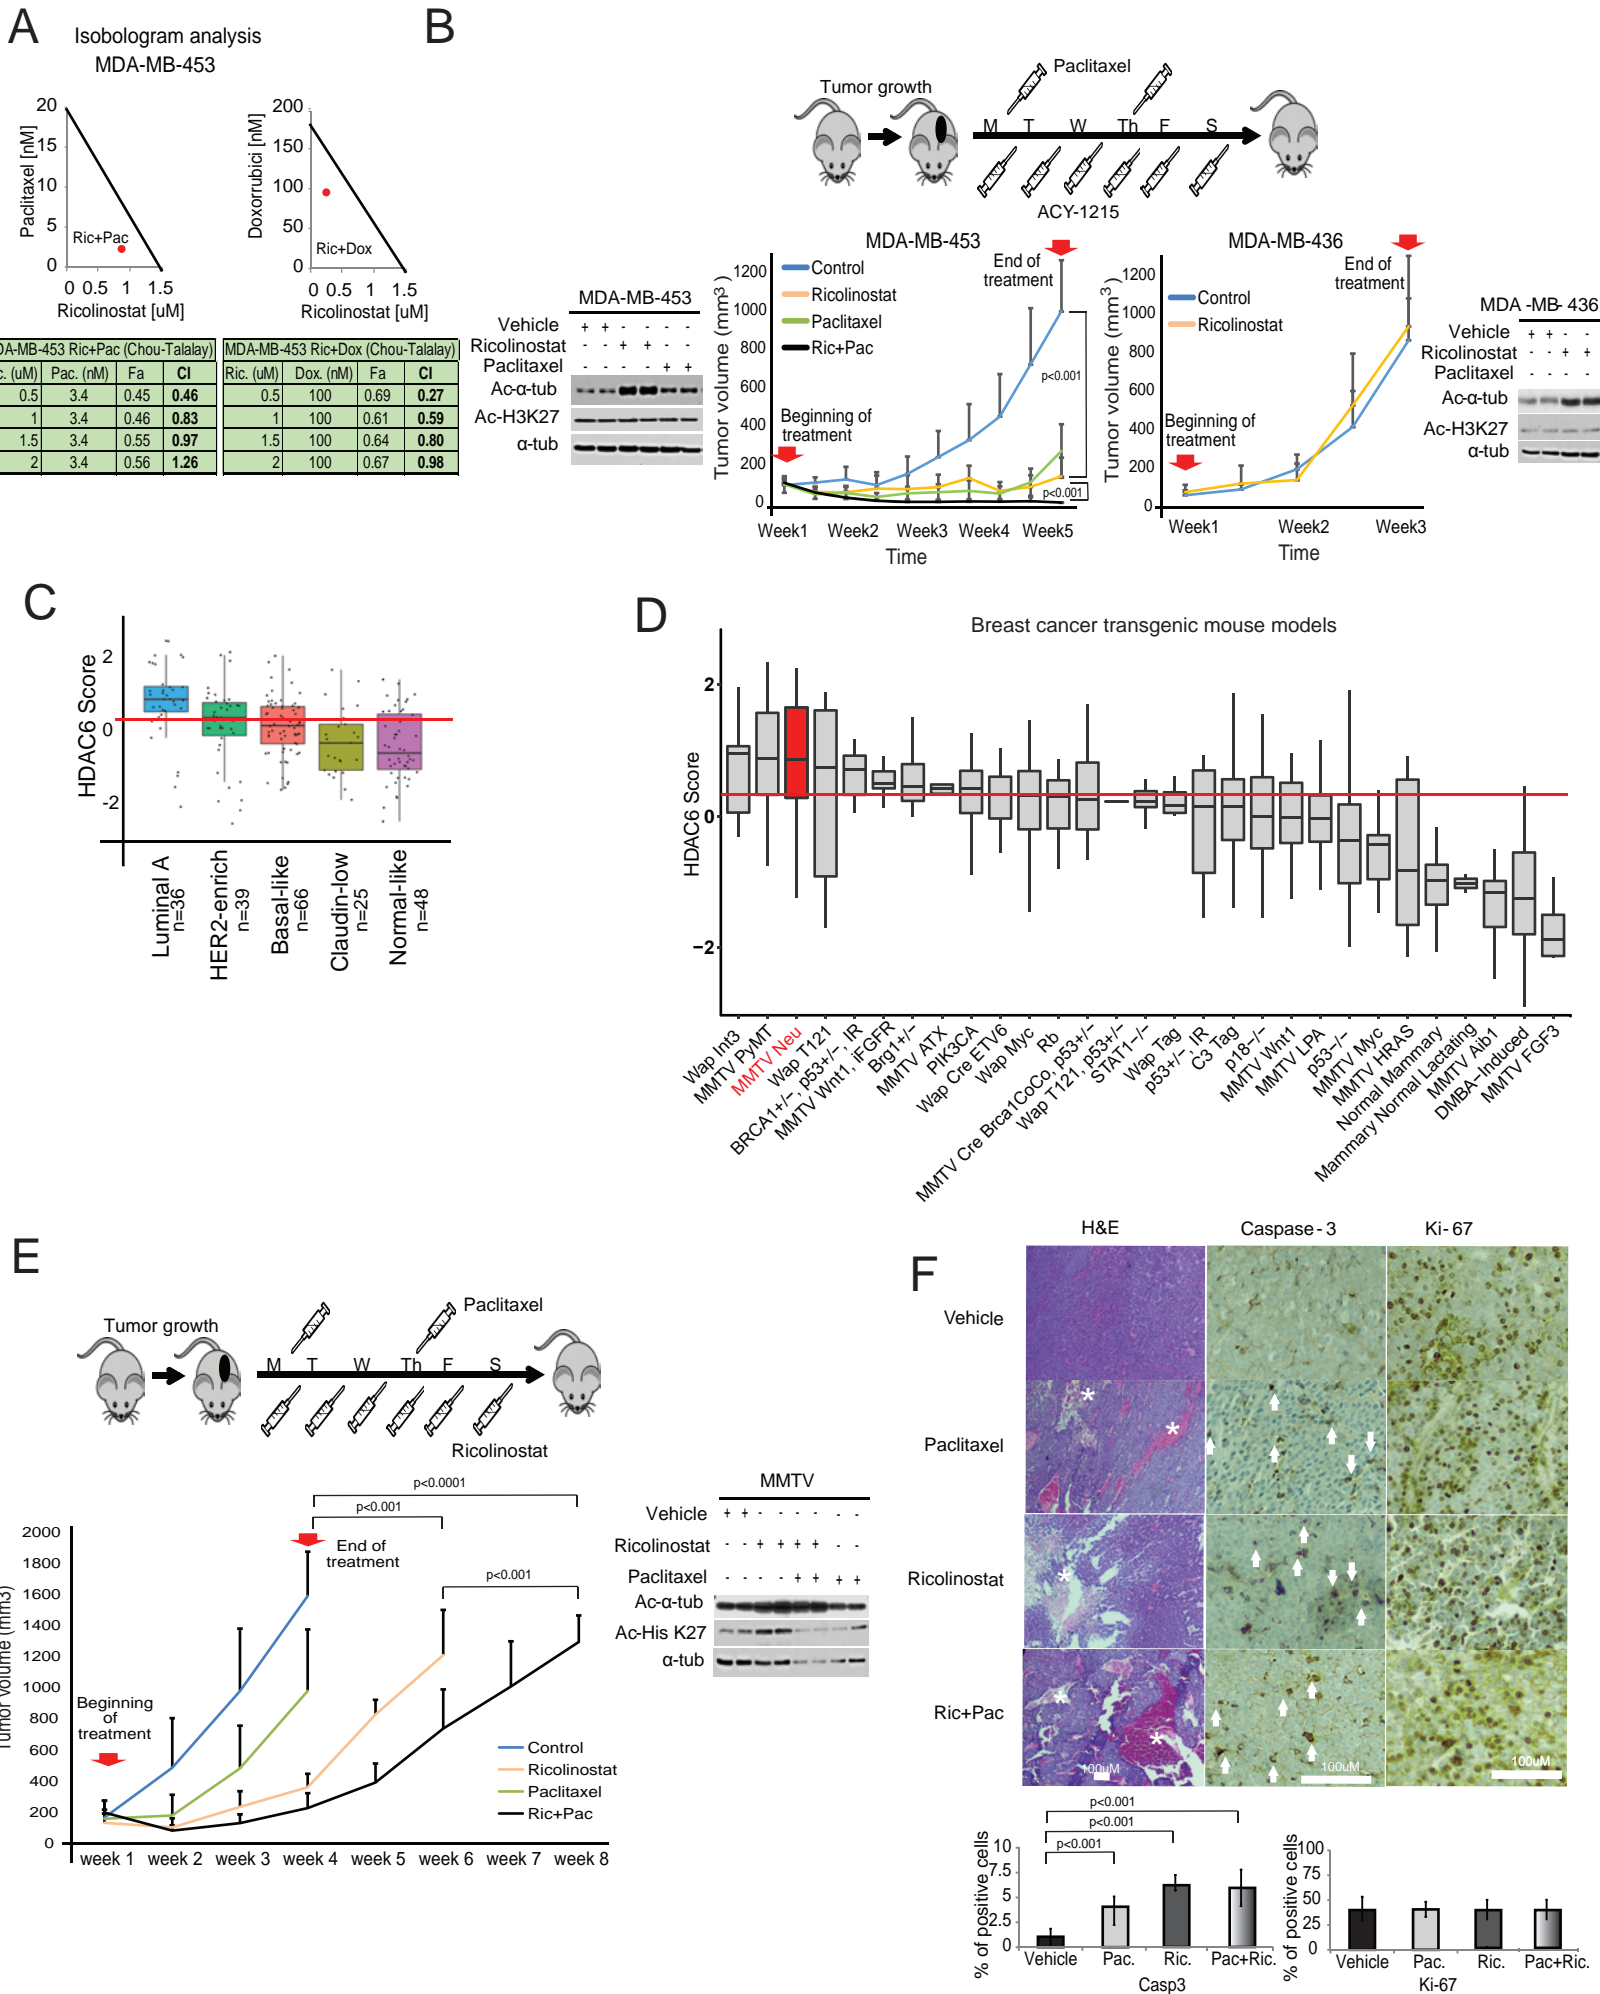 A
Isobologram analysis
MDA-MB-453
Paclitaxel [nM]
20
15
10
5
0
Ric+Pac
0 0.5 1 1.5
Ricolinostat [uM]
Doxorrubici [nM]
200
150
100
50
0
Ric+Dox
0 0.5 1 1.5
Ricolinostat [uM]
DA-MB-453 Ric+Pac (Chou-Talalay)
c. (uM) Pac. (nM) Fa CI
0.5 3.4 0.45 0.46
1 3.4 0.46 0.83
1.5 3.4 0.55 0.97
2 3.4 0.56 1.26
MDA-MB-453 Ric+Dox (Chou-Talalay)
Ric. (uM) Dox. (nM) Fa CI
0.5 100 0.69 0.27
1 100 0.61 0.59
1.5 100 0.64 0.80
2 100 0.67 0.98
B
Tumor growth
Paclitaxel
M T W Th F S
ACY-1215
MDA-MB-453
Vehicle + + - - - -
Ricolinostat - - + + - -
Paclitaxel - - - - + +
Ac-α-tub
Ac-H3K27
α-tub
MDA-MB-453
Tumor volume (mm3)
1200
1000
800
600
400
200
0
Control
Ricolinostat
Paclitaxel
Ric+Pac
End of
treatment
Beginning of
treatment
p<0.001
p<0.001
Week1 Week2 Week3 Week4 Week5
Time
MDA-MB-436
Tumor volume (mm3)
1200
1000
800
600
400
200
0
Control
Ricolinostat
End of
treatment
Beginning of
treatment
Week1 Week2 Week3
Time
MDA-MB-436
Vehicle + + - -
Ricolinostat - - + +
Paclitaxel - - - -
Ac-α-tub
Ac-H3K27
α-tub
C
HDAC6 Score
2
0
-2
Luminal A
n=36
HER2-enrich
n=39
Basal-like
n=66
Claudin-low
n=25
Normal-like
n=48
D
Breast cancer transgenic mouse models
HDAC6 Score
2
0
−2
Wap Int3
MMTV PyMT
MMTV Neu
Wap T121
BRCA1+/−, p53+/−, IR
MMTV Wnt1, iFGFR
Brg1+/−
MMTV ATX
PIK3CA
Wap Cre ETV6
Wap Myc
Rb
MMTV Cre Brca1CoCo, p53+/−
Wap T121, p53+/−
STAT1−/−
Wap Tag
p53+/−, IR
C3 Tag
p18−/−
MMTV Wnt1
MMTV LPA
p53−/−
MMTV Myc
MMTV HRAS
Normal Mammary
Mammary Normal Lactating
MMTV Aib1
DMBA−Induced
MMTV FGF3
E
Tumor growth
Paclitaxel
M T W Th F S
Ricolinostat
Tumor volume (mm3)
2000
1800
1600
1400
1200
1000
800
600
400
200
0
p<0.0001
p<0.001
End of
treatment
p<0.001
Beginning
of
treatment
Control
Ricolinostat
Paclitaxel
Ric+Pac
week 1 week 2 week 3 week 4 week 5 week 6 week 7 week 8
MMTV
Vehicle + + - - - - - -
Ricolinostat - - + + + + - -
Paclitaxel - - - - + + + +
Ac-α-tub
Ac-His K27
α-tub
F
H&E Caspase-3 Ki-67
Vehicle
Paclitaxel
* *
Ricolinostat
*
Ric+Pac
* *
100uM 100uM 100uM
% of positive cells
10
7.5
5
2.5
0
p<0.001
p<0.001
p<0.001
Vehicle Pac. Ric. Pac+Ric.
Casp3
% of positive cells
100
75
50
25
0
Vehicle Pac. Ric. Pac+Ric.
Ki-67